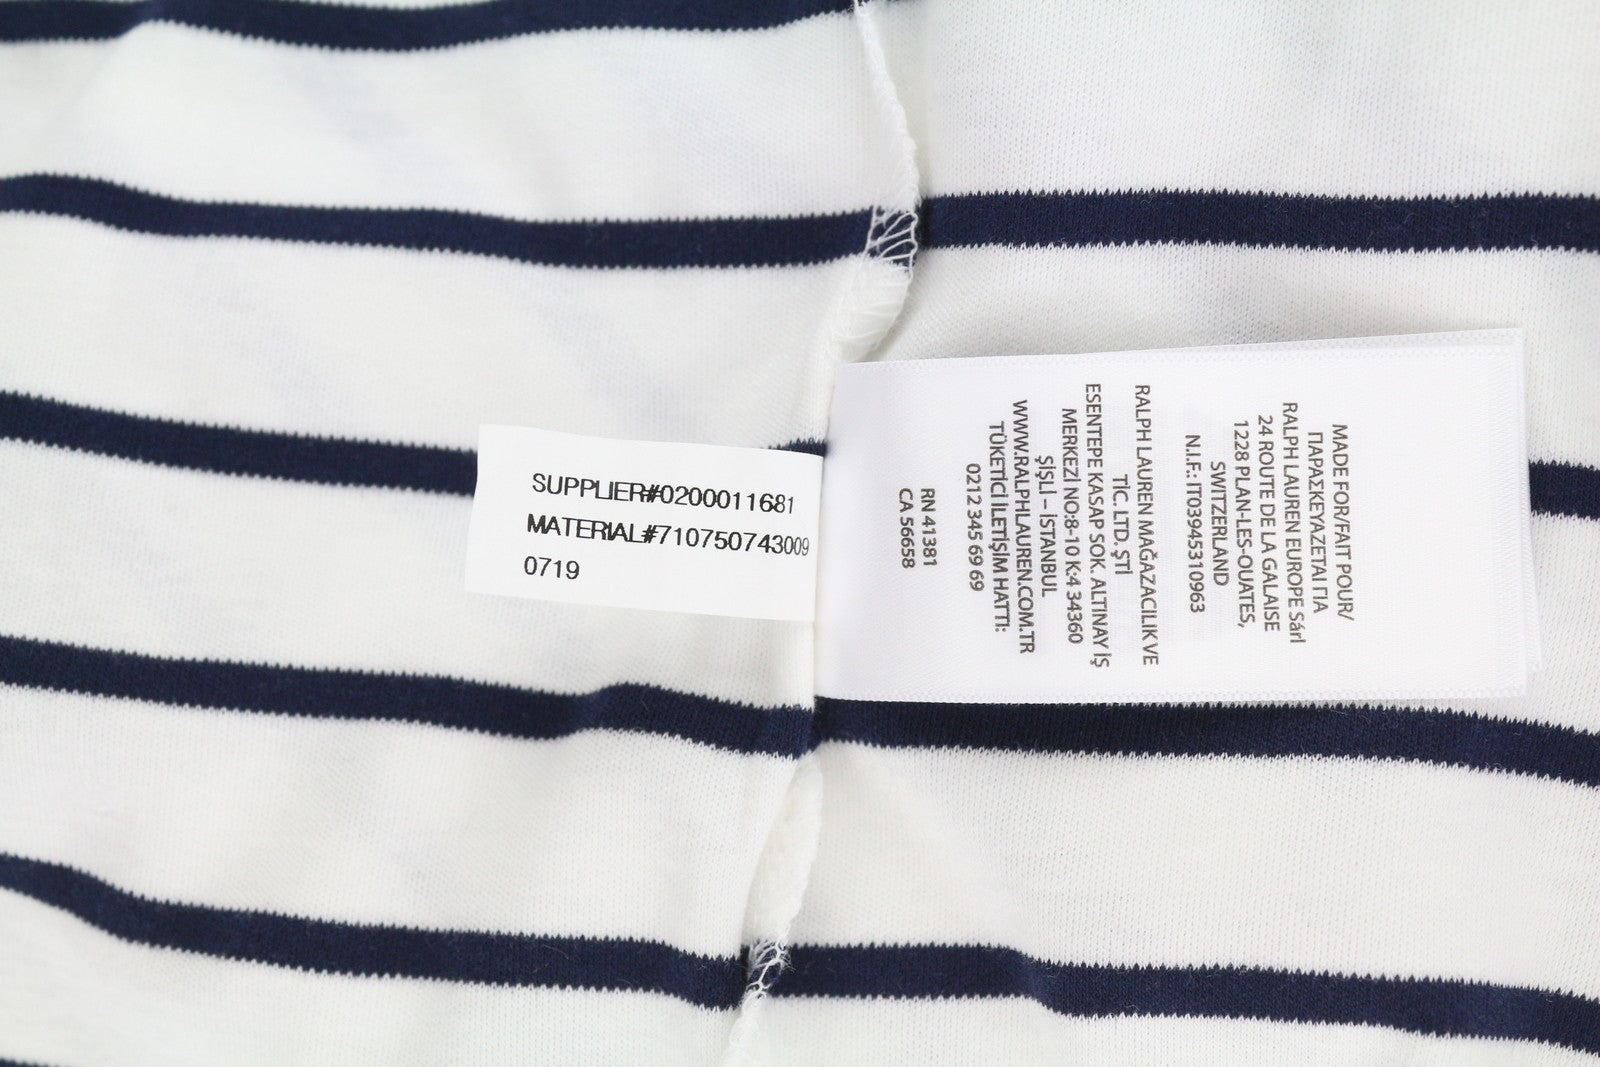 SUPPLIER#0200011681
MATERIAL#710750743009
0719
MADE FOR/FAIT POUR/
ΠΑΡΑΣΚΕΥΑΖΕΤΑΙ ΓΙΑ
RALPH LAUREN EUROPE Sárl
24 ROUTE DE LA GALAISE
1228 PLAN-LES-OUATES,
SWITZERLAND
N.I.F.: IT03945310963
RALPH LAUREN MAĞAZACILIK VE
TİC. LTD. ŞTİ
ESENTEPE KASAP SOK. ALTINAY İŞ
MERKEZİ NO:8-10 K:4 34360
ŞİŞLİ – İSTANBUL
WWW.RALPHLAUREN.COM.TR
TÜKETİCİ İLETİŞİM HATTI:
0212 345 69 69
RN 41381
CA 56658